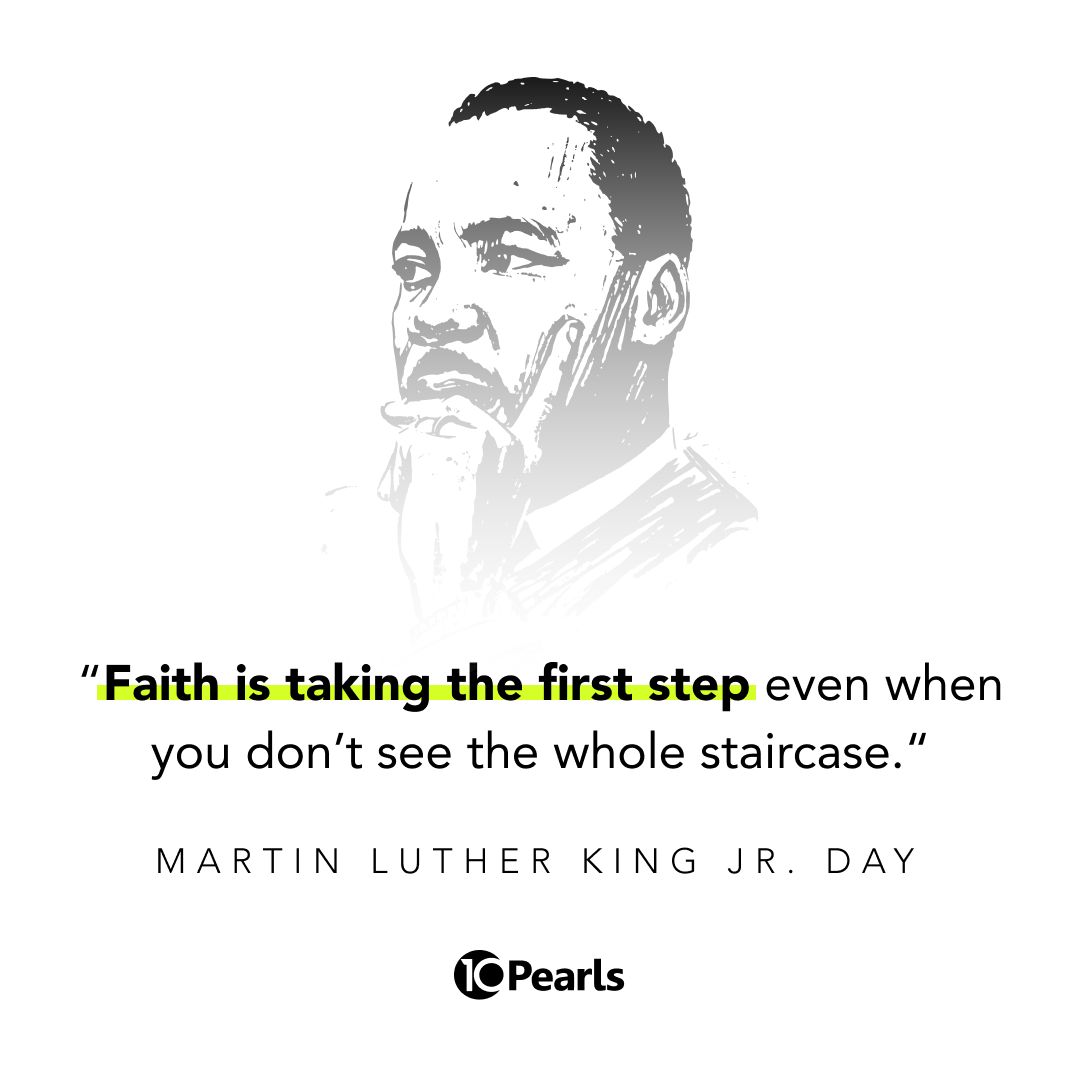 “Faith is taking the first step even when
you don’t see the whole staircase.“
MARTIN LUTHER KING JR. DAY
10Pearls